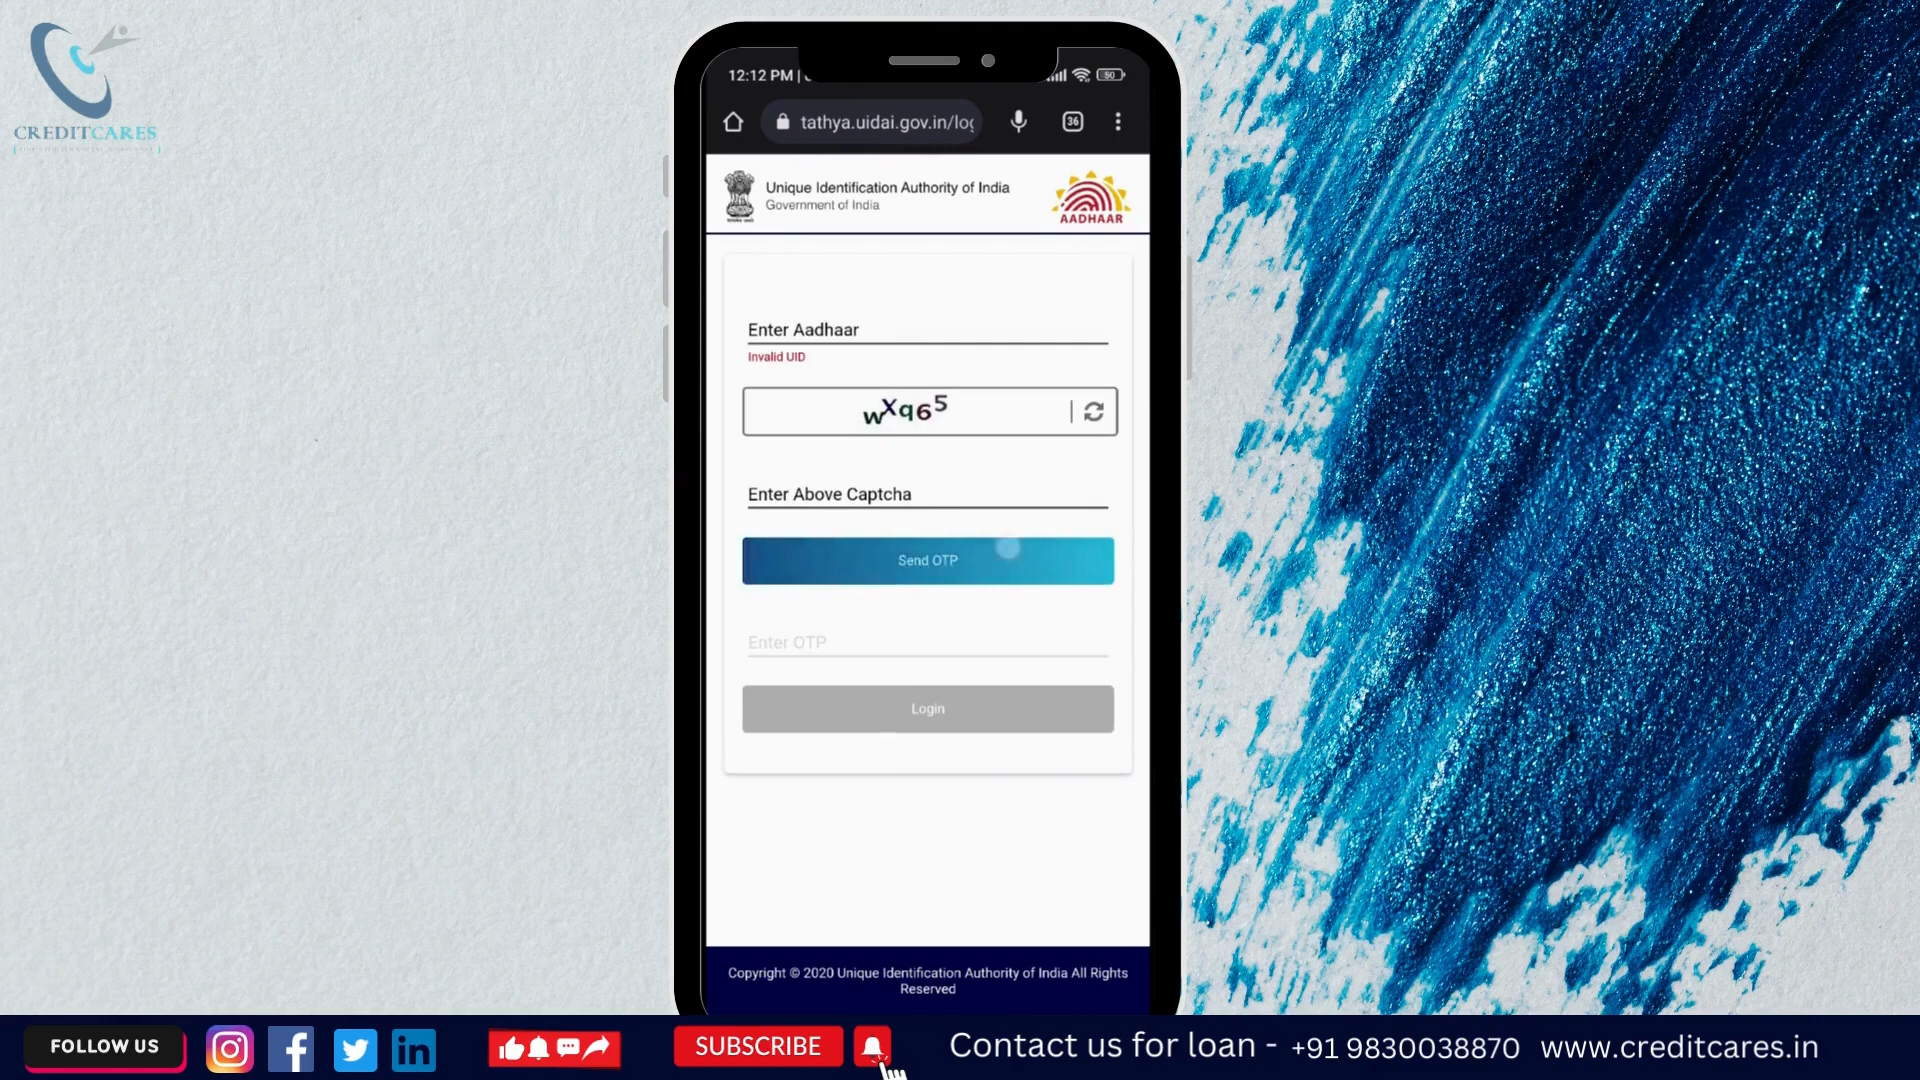 CREDITCARES
12:12 PM |
50
tathya.uidai.gov.in/log
36
Unique Identification Authority of India
Government of India
AADHAAR
Enter Aadhaar
Invalid UID
wXq65
Enter Above Captcha
Send OTP
Enter OTP
Login
Copyright © 2020 Unique Identification Authority of India All Rights
Reserved
FOLLOW US
SUBSCRIBE
Contact us for loan - +91 9830038870 www.creditcares.in